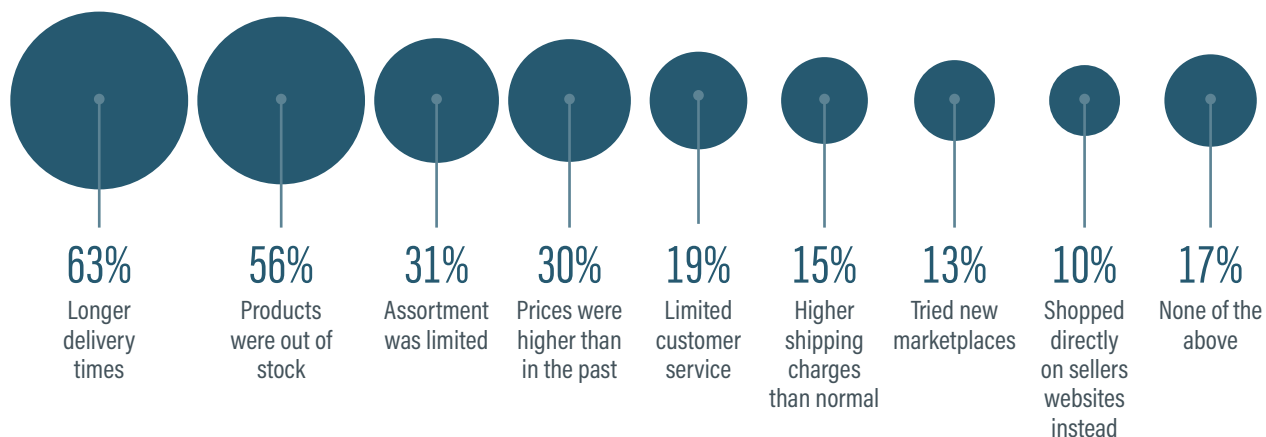 63%
Longer
delivery
times
56%
Products
were out of
stock
31%
Assortment
was limited
30%
Prices were
higher than
in the past
19%
Limited
customer
service
15%
Higher
shipping
charges
than normal
13%
Tried new
marketplaces
10%
Shopped
directly
on sellers
websites
instead
17%
None of the
above